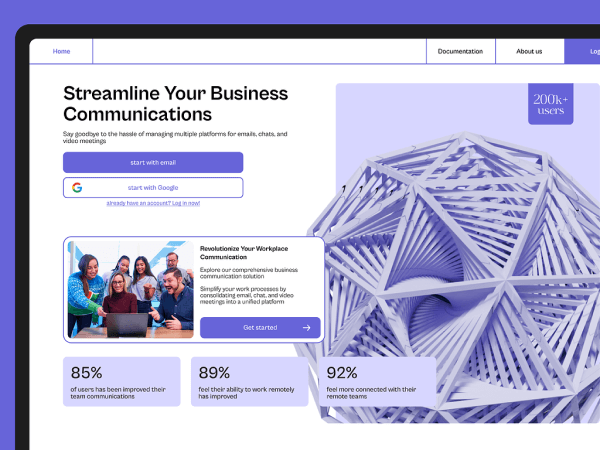 Home
Documentation
About us
Log
200k+
users
Streamline Your Business
Communications
Say goodbye to the hassle of managing multiple platforms for emails, chats, and
video meetings
start with email
start with Google
already have an account? Log in now!
Revolutionize Your Workplace
Communication
Explore our comprehensive business
communication solution
Simplify your work processes by
consolidating email, chat, and video
meetings into a unified platform
Get started
85%
of users has been improved their
team communications
89%
feel their ability to work remotely
has improved
92%
feel more connected with their
remote teams